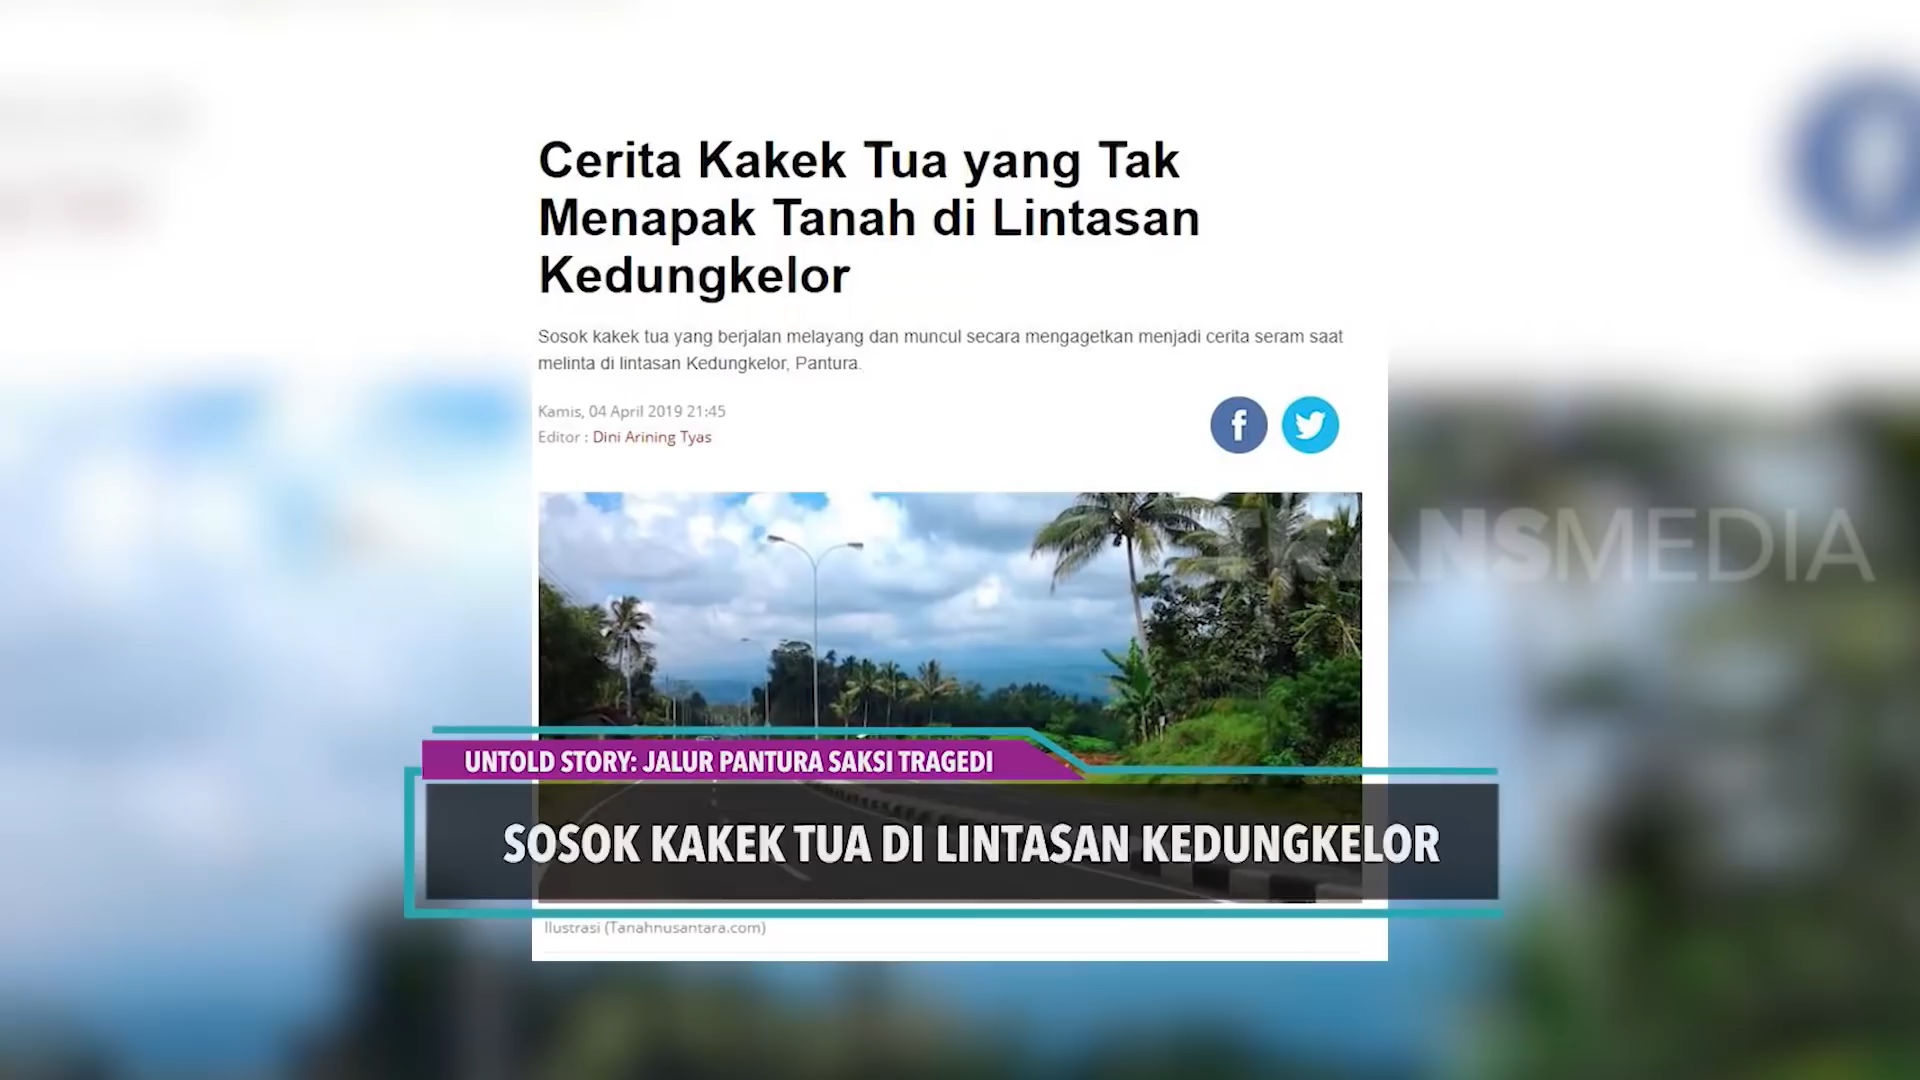 Cerita Kakek Tua yang Tak
Menapak Tanah di Lintasan
Kedungkelor
Sosok kakek tua yang berjalan melayang dan muncul secara mengagetkan menjadi cerita seram saat
melinta di lintasan Kedungkelor, Pantura.
Kamis, 04 April 2019 21:45
Editor : Dini Arining Tyas
TRANSMEDIA
UNTOLD STORY: JALUR PANTURA SAKSI TRAGEDI
SOSOK KAKEK TUA DI LINTASAN KEDUNGKELOR
Ilustrasi (Tanahnusantara.com)